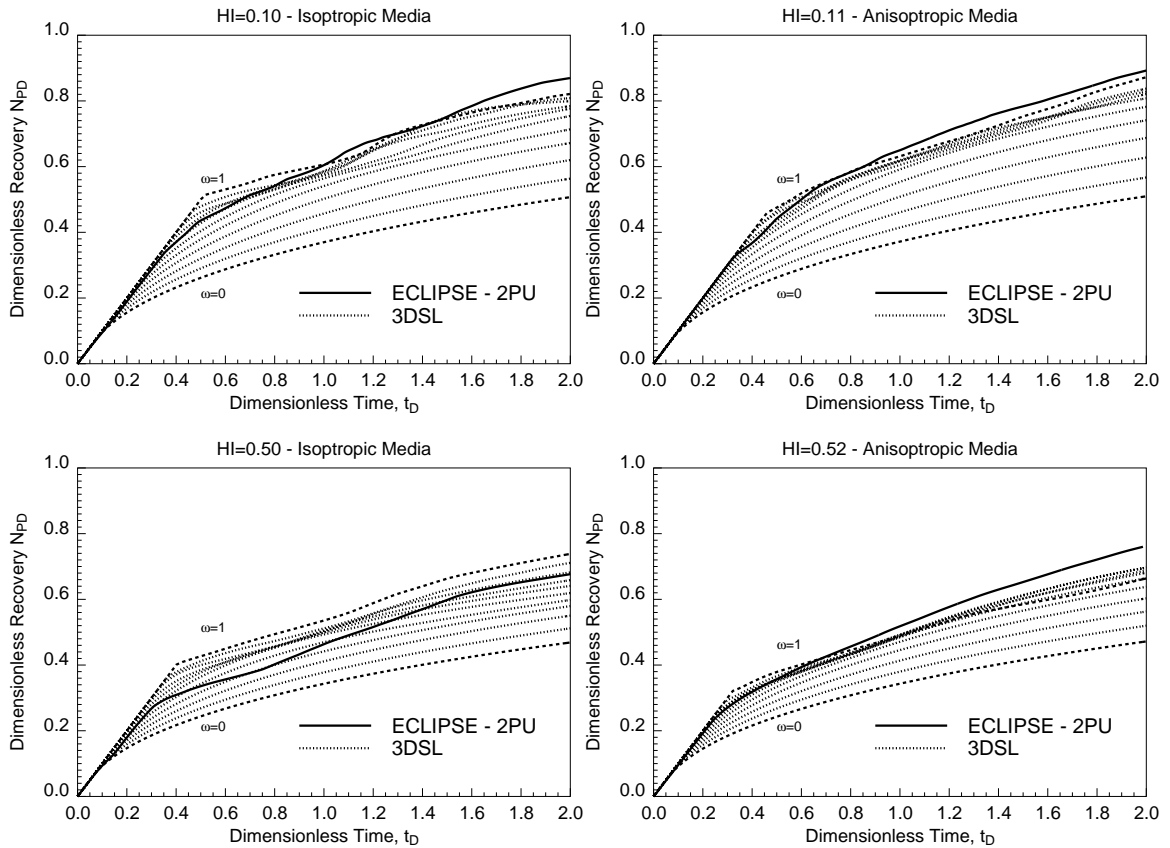 HI=0.10 - Isoptropic Media
1.0
0.8
0.6
0.4
0.2
0.0
Dimensionless Recovery NPD
ω=1
ω=0
ECLIPSE - 2PU
3DSL
0.0 0.2 0.4 0.6 0.8 1.0 1.2 1.4 1.6 1.8 2.0
Dimensionless Time, tD
HI=0.11 - Anisoptropic Media
1.0
0.8
0.6
0.4
0.2
0.0
Dimensionless Recovery NPD
ω=1
ω=0
ECLIPSE - 2PU
3DSL
0.0 0.2 0.4 0.6 0.8 1.0 1.2 1.4 1.6 1.8 2.0
Dimensionless Time, tD
HI=0.50 - Isoptropic Media
1.0
0.8
0.6
0.4
0.2
0.0
Dimensionless Recovery NPD
ω=1
ω=0
ECLIPSE - 2PU
3DSL
0.0 0.2 0.4 0.6 0.8 1.0 1.2 1.4 1.6 1.8 2.0
Dimensionless Time, tD
HI=0.52 - Anisoptropic Media
1.0
0.8
0.6
0.4
0.2
0.0
Dimensionless Recovery NPD
ω=1
ω=0
ECLIPSE - 2PU
3DSL
0.0 0.2 0.4 0.6 0.8 1.0 1.2 1.4 1.6 1.8 2.0
Dimensionless Time, tD